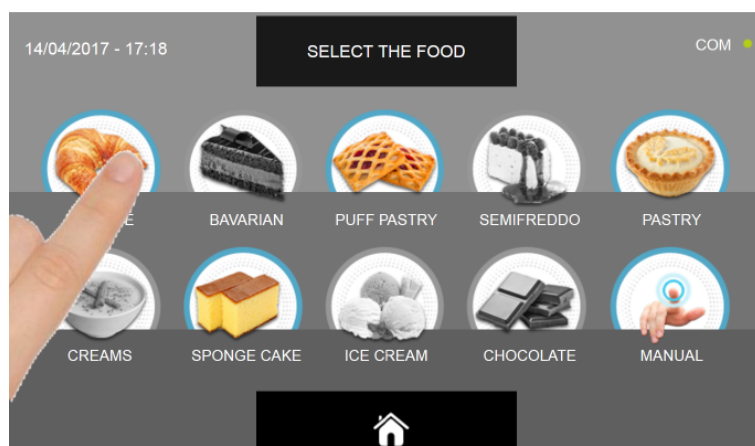 14/04/2017 - 17:18
SELECT THE FOOD
COM
BAVARIAN
PUFF PASTRY
SEMIFREDDO
PASTRY
CREAMS
SPONGE CAKE
ICE CREAM
CHOCOLATE
MANUAL